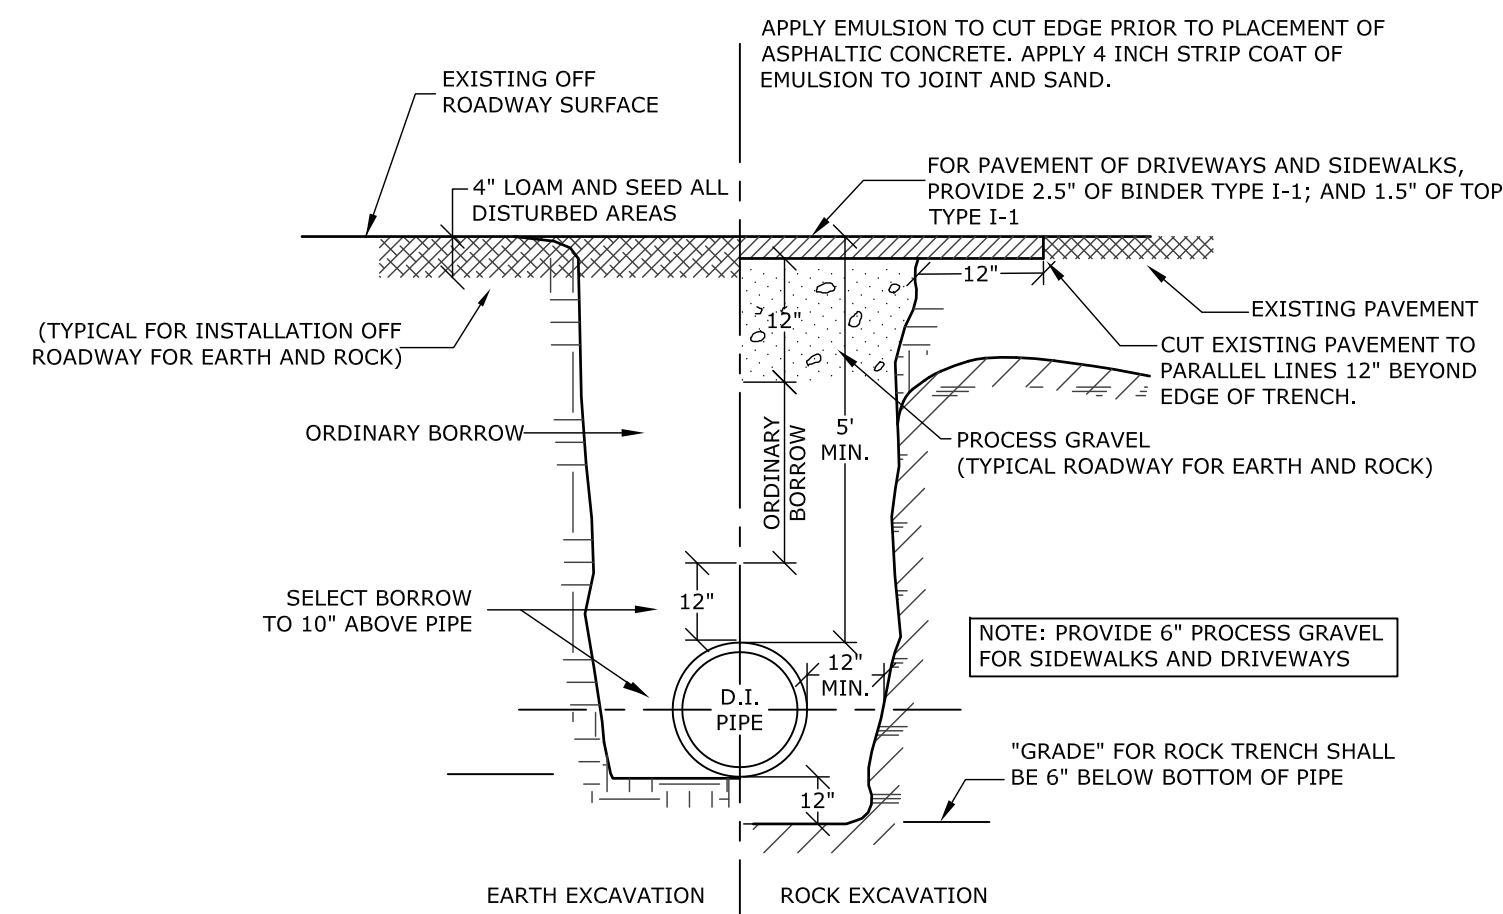 APPLY EMULSION TO CUT EDGE PRIOR TO PLACEMENT OF
ASPHALTIC CONCRETE. APPLY 4 INCH STRIP COAT OF
EMULSION TO JOINT AND SAND.
EXISTING OFF
ROADWAY SURFACE
4" LOAM AND SEED ALL
DISTURBED AREAS
FOR PAVEMENT OF DRIVEWAYS AND SIDEWALKS,
PROVIDE 2.5" OF BINDER TYPE I-1; AND 1.5" OF TOP
TYPE I-1
12"
EXISTING PAVEMENT
(TYPICAL FOR INSTALLATION OFF
ROADWAY FOR EARTH AND ROCK)
12"
CUT EXISTING PAVEMENT TO
PARALLEL LINES 12" BEYOND
EDGE OF TRENCH.
ORDINARY BORROW
ORDINARY
BORROW
5'
MIN.
PROCESS GRAVEL
(TYPICAL ROADWAY FOR EARTH AND ROCK)
SELECT BORROW
TO 10" ABOVE PIPE
12"
NOTE: PROVIDE 6" PROCESS GRAVEL
FOR SIDEWALKS AND DRIVEWAYS
12"
MIN.
D.I.
PIPE
"GRADE" FOR ROCK TRENCH SHALL
BE 6" BELOW BOTTOM OF PIPE
12"
EARTH EXCAVATION
ROCK EXCAVATION